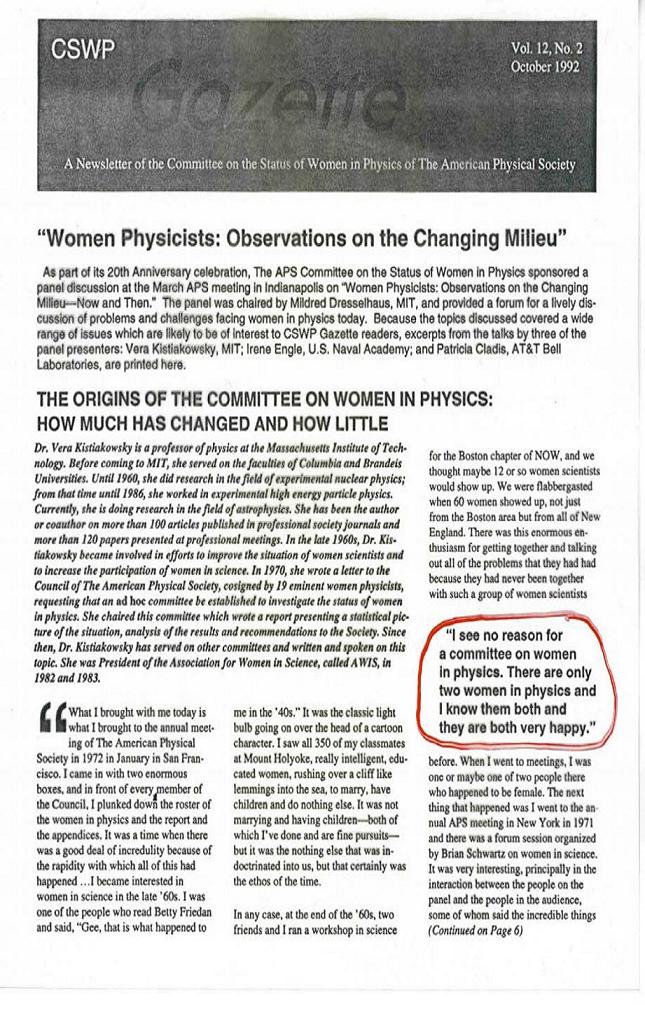 CSWP
Vol. 12, No. 2
October 1992
Gazette
A Newsletter of the Committee on the Status of Women in Physics of The American Physical Society
“Women Physicists: Observations on the Changing Milieu”
As part of its 20th Anniversary celebration, The APS Committee on the Status of Women in Physics sponsored a
panel discussion at the March APS meeting in Indianapolis on “Women Physicists: Observations on the Changing
Milieu—Now and Then.” The panel was chaired by Mildred Dresselhaus, MIT, and provided a forum for a lively dis-
cussion of problems and challenges facing women in physics today. Because the topics discussed covered a wide
range of issues which are likely to be of interest to CSWP Gazette readers, excerpts from the talks by three of the
panel presenters: Vera Kistiakowsky, MIT; Irene Engle, U.S. Naval Academy; and Patricia Cladis, AT&T Bell
Laboratories, are printed here.
THE ORIGINS OF THE COMMITTEE ON WOMEN IN PHYSICS:
HOW MUCH HAS CHANGED AND HOW LITTLE
Dr. Vera Kistiakowsky is a professor of physics at the Massachusetts Institute of Tech-
nology. Before coming to MIT, she served on the faculties of Columbia and Brandeis
Universities. Until 1960, she did research in the field of experimental nuclear physics;
from that time until 1986, she worked in experimental high energy particle physics.
Currently, she is doing research in the field of astrophysics. She has been the author
or coauthor on more than 100 articles published in professional society journals and
more than 120 papers presented at professional meetings. In the late 1960s, Dr. Kis-
tiakowsky became involved in efforts to improve the situation of women scientists and
to increase the participation of women in science. In 1970, she wrote a letter to the
Council of The American Physical Society, cosigned by 19 eminent women physicists,
requesting that an ad hoc committee be established to investigate the status of women
in physics. She chaired this committee which wrote a report presenting a statistical pic-
ture of the situation, analysis of the results and recommendations to the Society. Since
then, Dr. Kistiakowsky has served on other committees and written and spoken on this
topic. She was President of the Association for Women in Science, called AWIS, in
1982 and 1983.
“What I brought with me today is
what I brought to the annual meet-
ing of The American Physical
Society in 1972 in January in San Fran-
cisco. I came in with two enormous
boxes, and in front of every member of
the Council, I plunked down the roster of
the women in physics and the report and
the appendices. It was a time when there
was a good deal of incredulity because of
the rapidity with which all of this had
happened ...I became interested in
women in science in the late ’60s. I was
one of the people who read Betty Friedan
and said, “Gee, that is what happened to
me in the ’40s.” It was the classic light
bulb going on over the head of a cartoon
character. I saw all 350 of my classmates
at Mount Holyoke, really intelligent, edu-
cated women, rushing over a cliff like
lemmings into the sea, to marry, have
children and do nothing else. It was not
marrying and having children—both of
which I’ve done and are fine pursuits—
but it was the nothing else that was in-
doctrinated into us, but that certainly was
the ethos of the time.
In any case, at the end of the ’60s, two
friends and I ran a workshop in science
for the Boston chapter of NOW, and we
thought maybe 12 or so women scientists
would show up. We were flabbergasted
when 60 women showed up, not just
from the Boston area but from all of New
England. There was this enormous en-
thusiasm for getting together and talking
out all of the problems that they had had
because they had never been together
with such a group of women scientists
“I see no reason for
a committee on women
in physics. There are only
two women in physics and
I know them both and
they are both very happy.”
before. When I went to meetings, I was
one or maybe one of two people there
who happened to be female. The next
thing that happened was I went to the an-
nual APS meeting in New York in 1971
and there was a forum session organized
by Brian Schwartz on women in science.
It was very interesting, principally in the
interaction between the people on the
panel and the people in the audience,
some of whom said the incredible things
(Continued on Page 6)